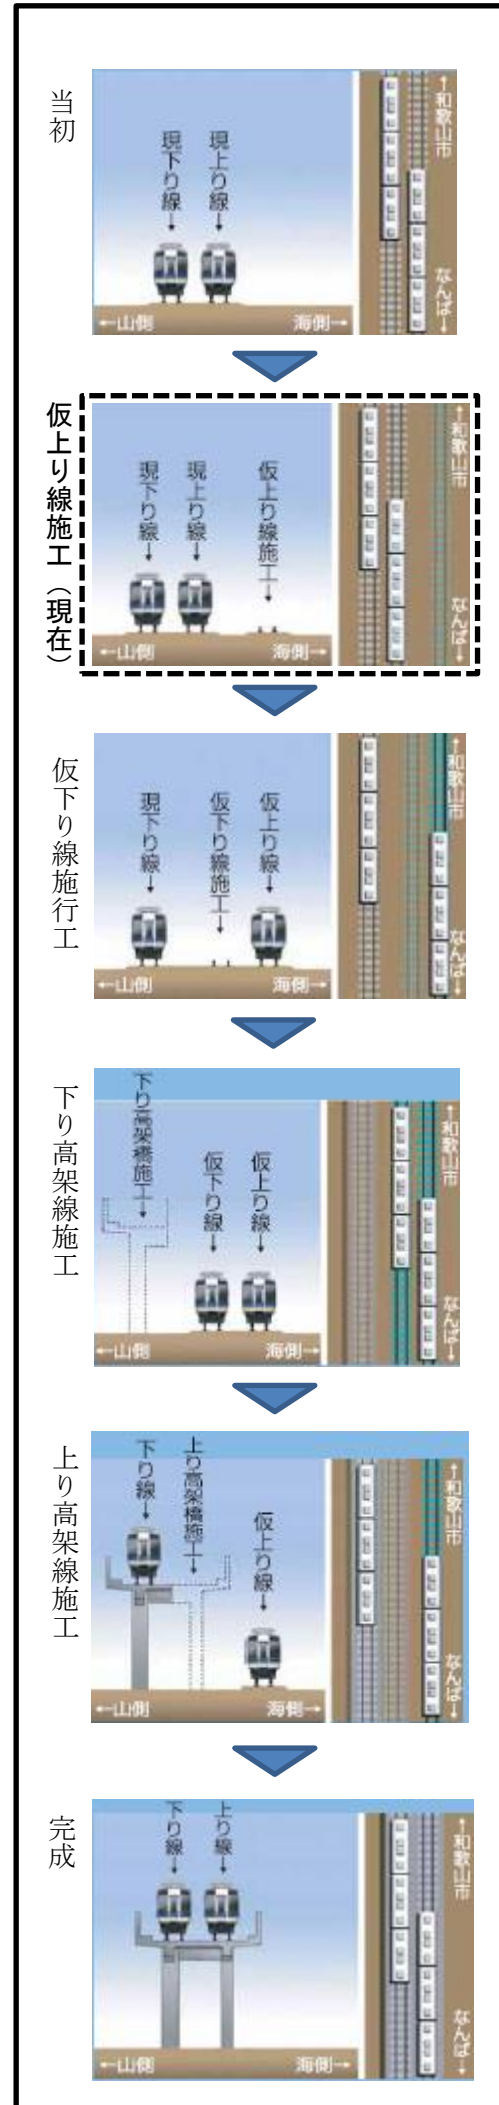 当初
現下り線→
現上り線→
←山側
海側→
←和歌山市
なんば→
仮上り線施工（現在）
現下り線→
現上り線→
仮上り線施工→
←山側
海側→
←和歌山市
なんば→
仮下り線施行工
現下り線→
仮下り線施工→
仮上り線→
←山側
海側→
←和歌山市
なんば→
下り高架線施工
下り高架橋施工→
仮下り線→
仮上り線→
←山側
海側→
←和歌山市
なんば→
上り高架線施工
下り線→
上り高架橋施工→
仮上り線→
←山側
海側→
←和歌山市
なんば→
完成
下り線→
上り線→
←山側
海側→
←和歌山市
なんば→